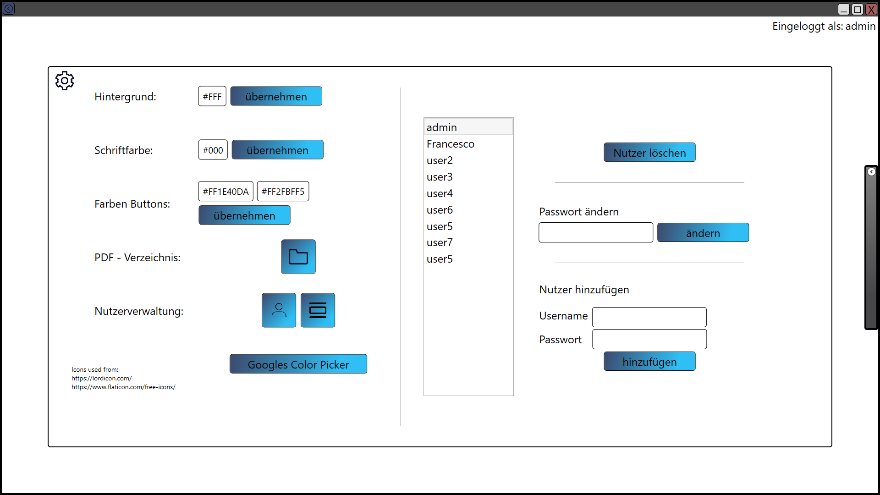 Eingeloggt als: admin
Hintergrund:
#FFF
übernehmen
Schriftfarbe:
#000
übernehmen
Farben Buttons:
#FF1E40DA
#FF2FBFF5
übernehmen
PDF - Verzeichnis:
Nutzerverwaltung:
Googles Color Picker
Icons used from:
https://lordicon.com/
https://www.flaticon.com/free-icons/
admin
Francesco
user2
user3
user4
user6
user5
user7
user5
Nutzer löschen
Passwort ändern
ändern
Nutzer hinzufügen
Username
Passwort
hinzufügen